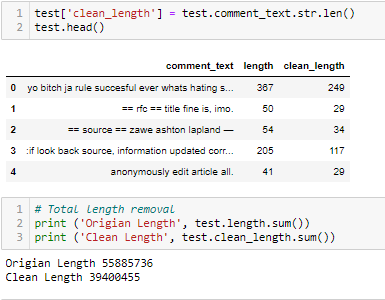 1 test['clean_length'] = test.comment_text.str.len()
2 test.head()
comment_text length clean_length
0 yo bitch ja rule succesful ever whats hating s... 367 249
1 == rfc == title fine is, imo. 50 29
2 == source == zawe ashton lapland — 54 34
3 :if look back source, information updated corr... 205 117
4 anonymously edit article all. 41 29
1 # Total length removal
2 print ('Origian Length', test.length.sum())
3 print ('Clean Length', test.clean_length.sum())
Origian Length 55885736
Clean Length 39400455